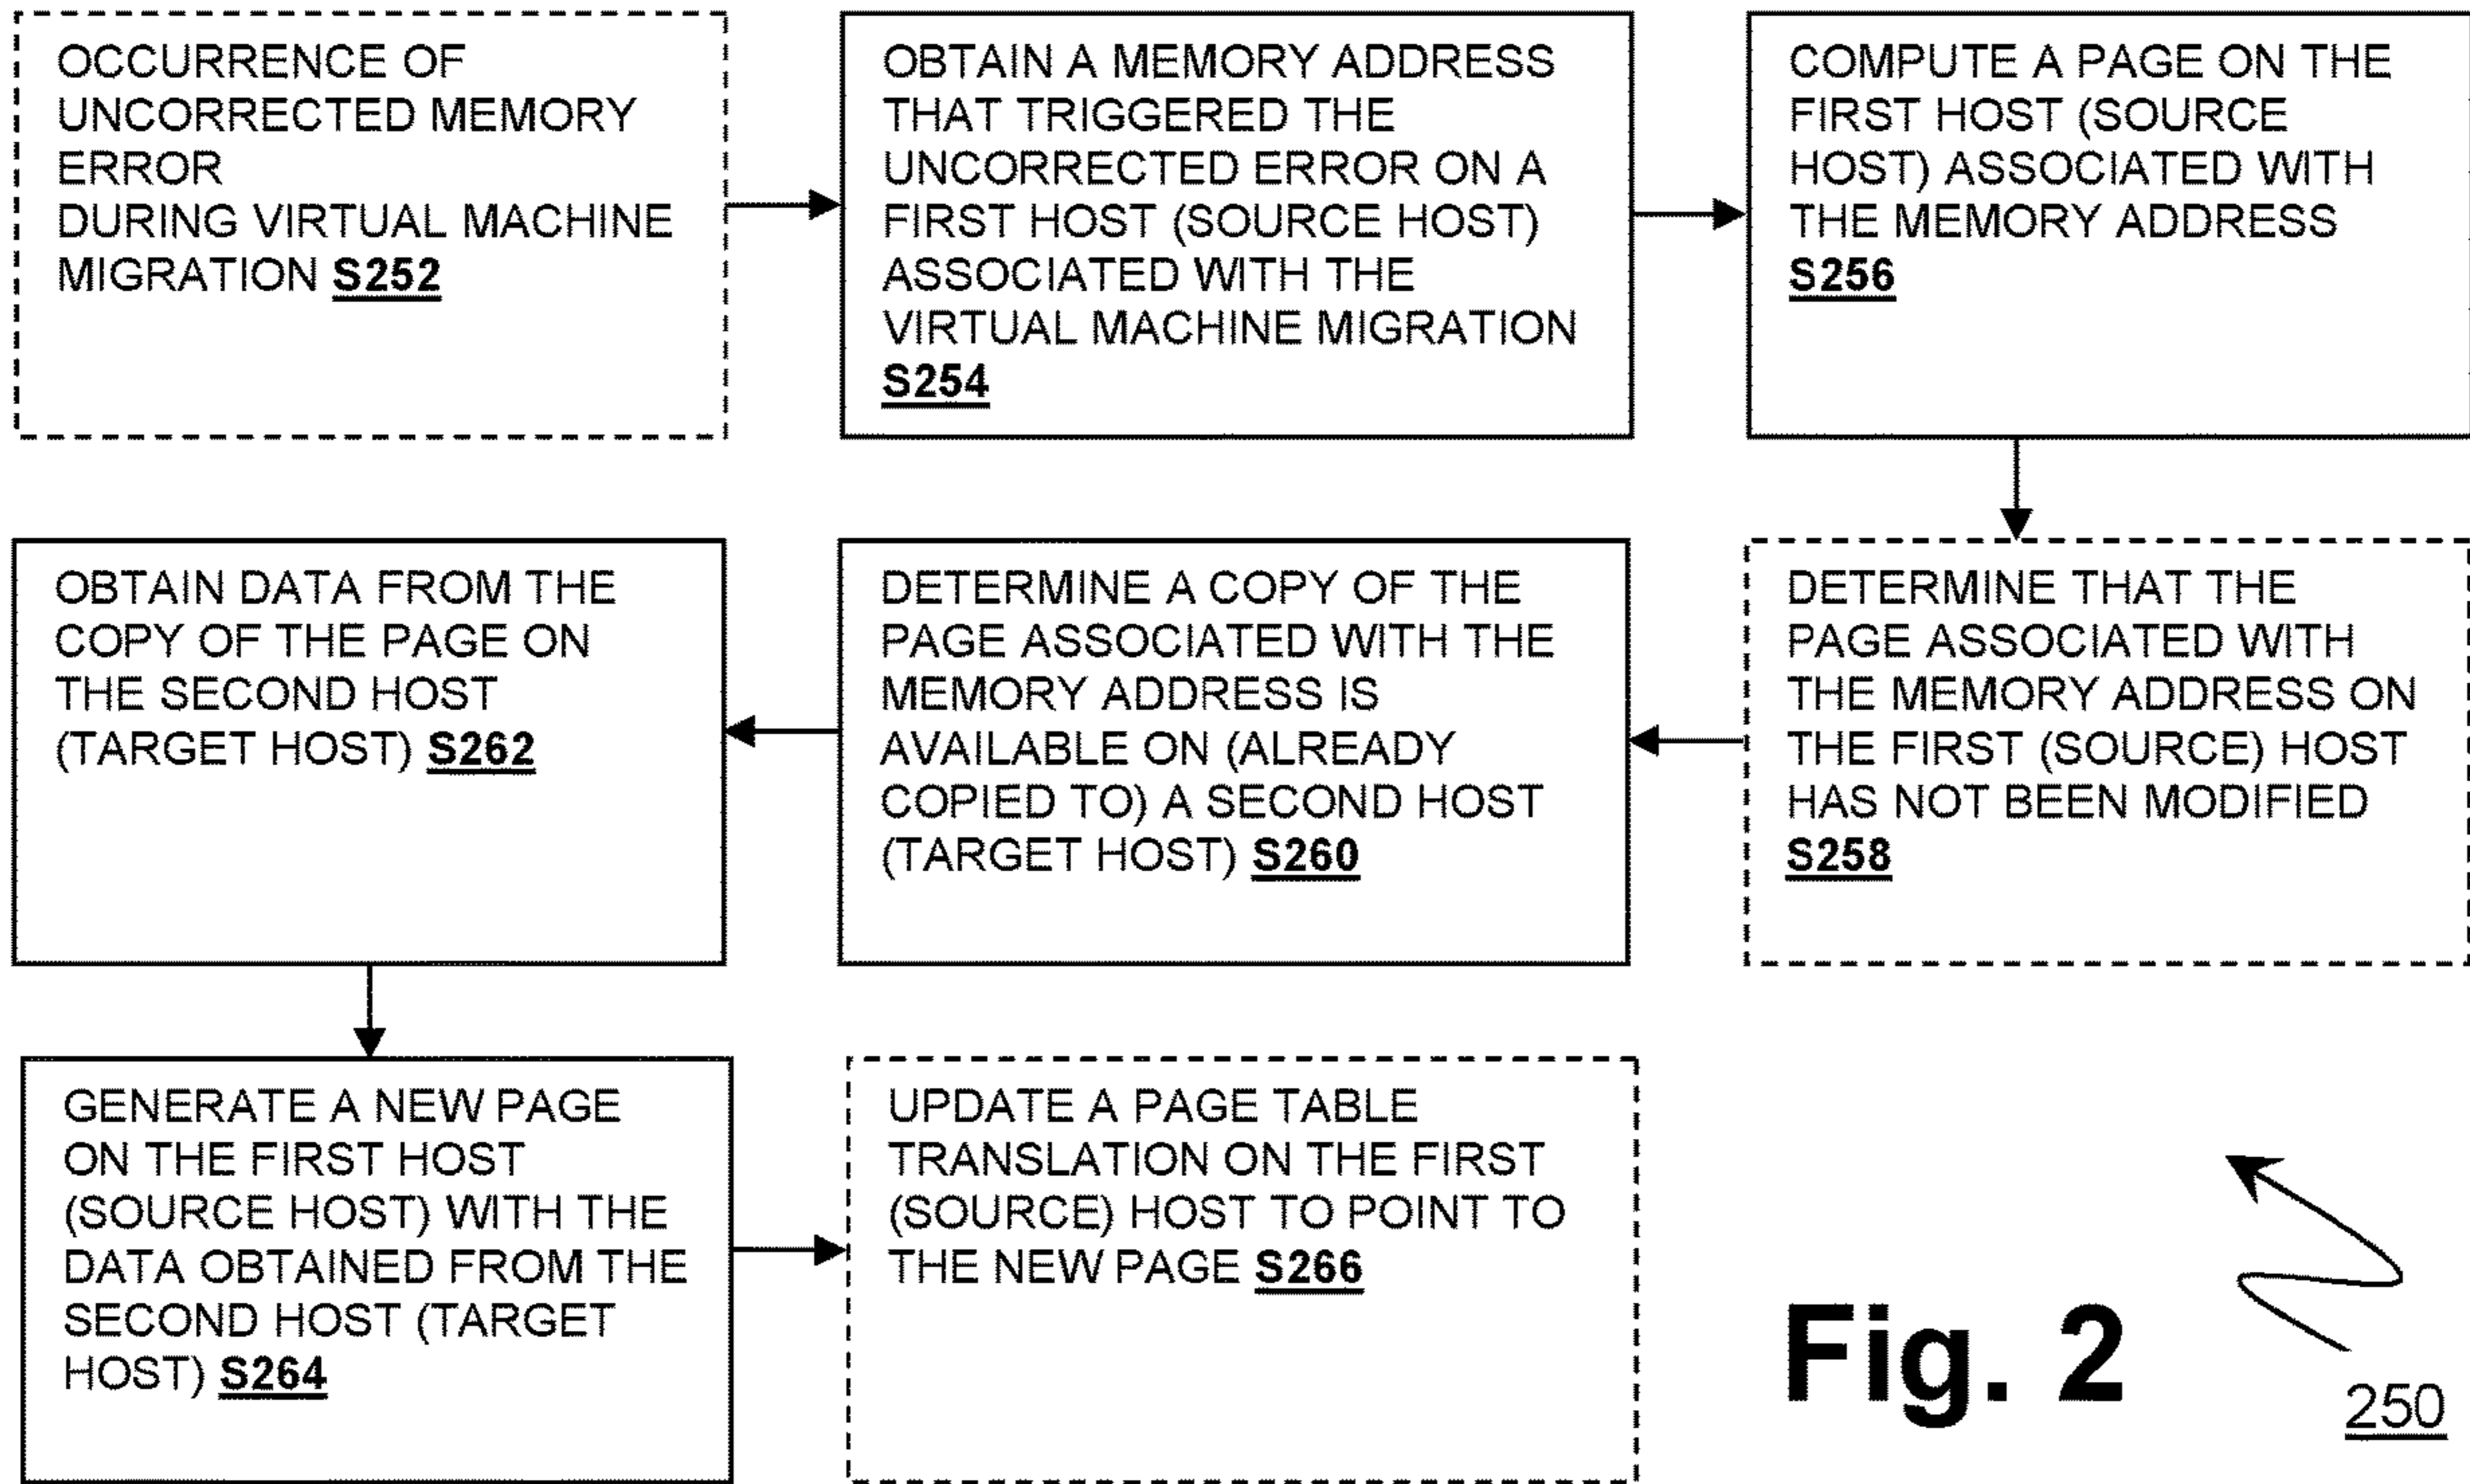 OCCURRENCE OF
UNCORRECTED MEMORY
ERROR
DURING VIRTUAL MACHINE
MIGRATION S252
OBTAIN A MEMORY ADDRESS
THAT TRIGGERED THE
UNCORRECTED ERROR ON A
FIRST HOST (SOURCE HOST)
ASSOCIATED WITH THE
VIRTUAL MACHINE MIGRATION
S254
COMPUTE A PAGE ON THE
FIRST HOST (SOURCE
HOST) ASSOCIATED WITH
THE MEMORY ADDRESS
S256
DETERMINE THAT THE
PAGE ASSOCIATED WITH
THE MEMORY ADDRESS ON
THE FIRST (SOURCE) HOST
HAS NOT BEEN MODIFIED
S258
DETERMINE A COPY OF THE
PAGE ASSOCIATED WITH THE
MEMORY ADDRESS IS
AVAILABLE ON (ALREADY
COPIED TO) A SECOND HOST
(TARGET HOST) S260
OBTAIN DATA FROM THE
COPY OF THE PAGE ON
THE SECOND HOST
(TARGET HOST) S262
GENERATE A NEW PAGE
ON THE FIRST HOST
(SOURCE HOST) WITH THE
DATA OBTAINED FROM THE
SECOND HOST (TARGET
HOST) S264
UPDATE A PAGE TABLE
TRANSLATION ON THE FIRST
(SOURCE) HOST TO POINT TO
THE NEW PAGE S266
Fig. 2
250